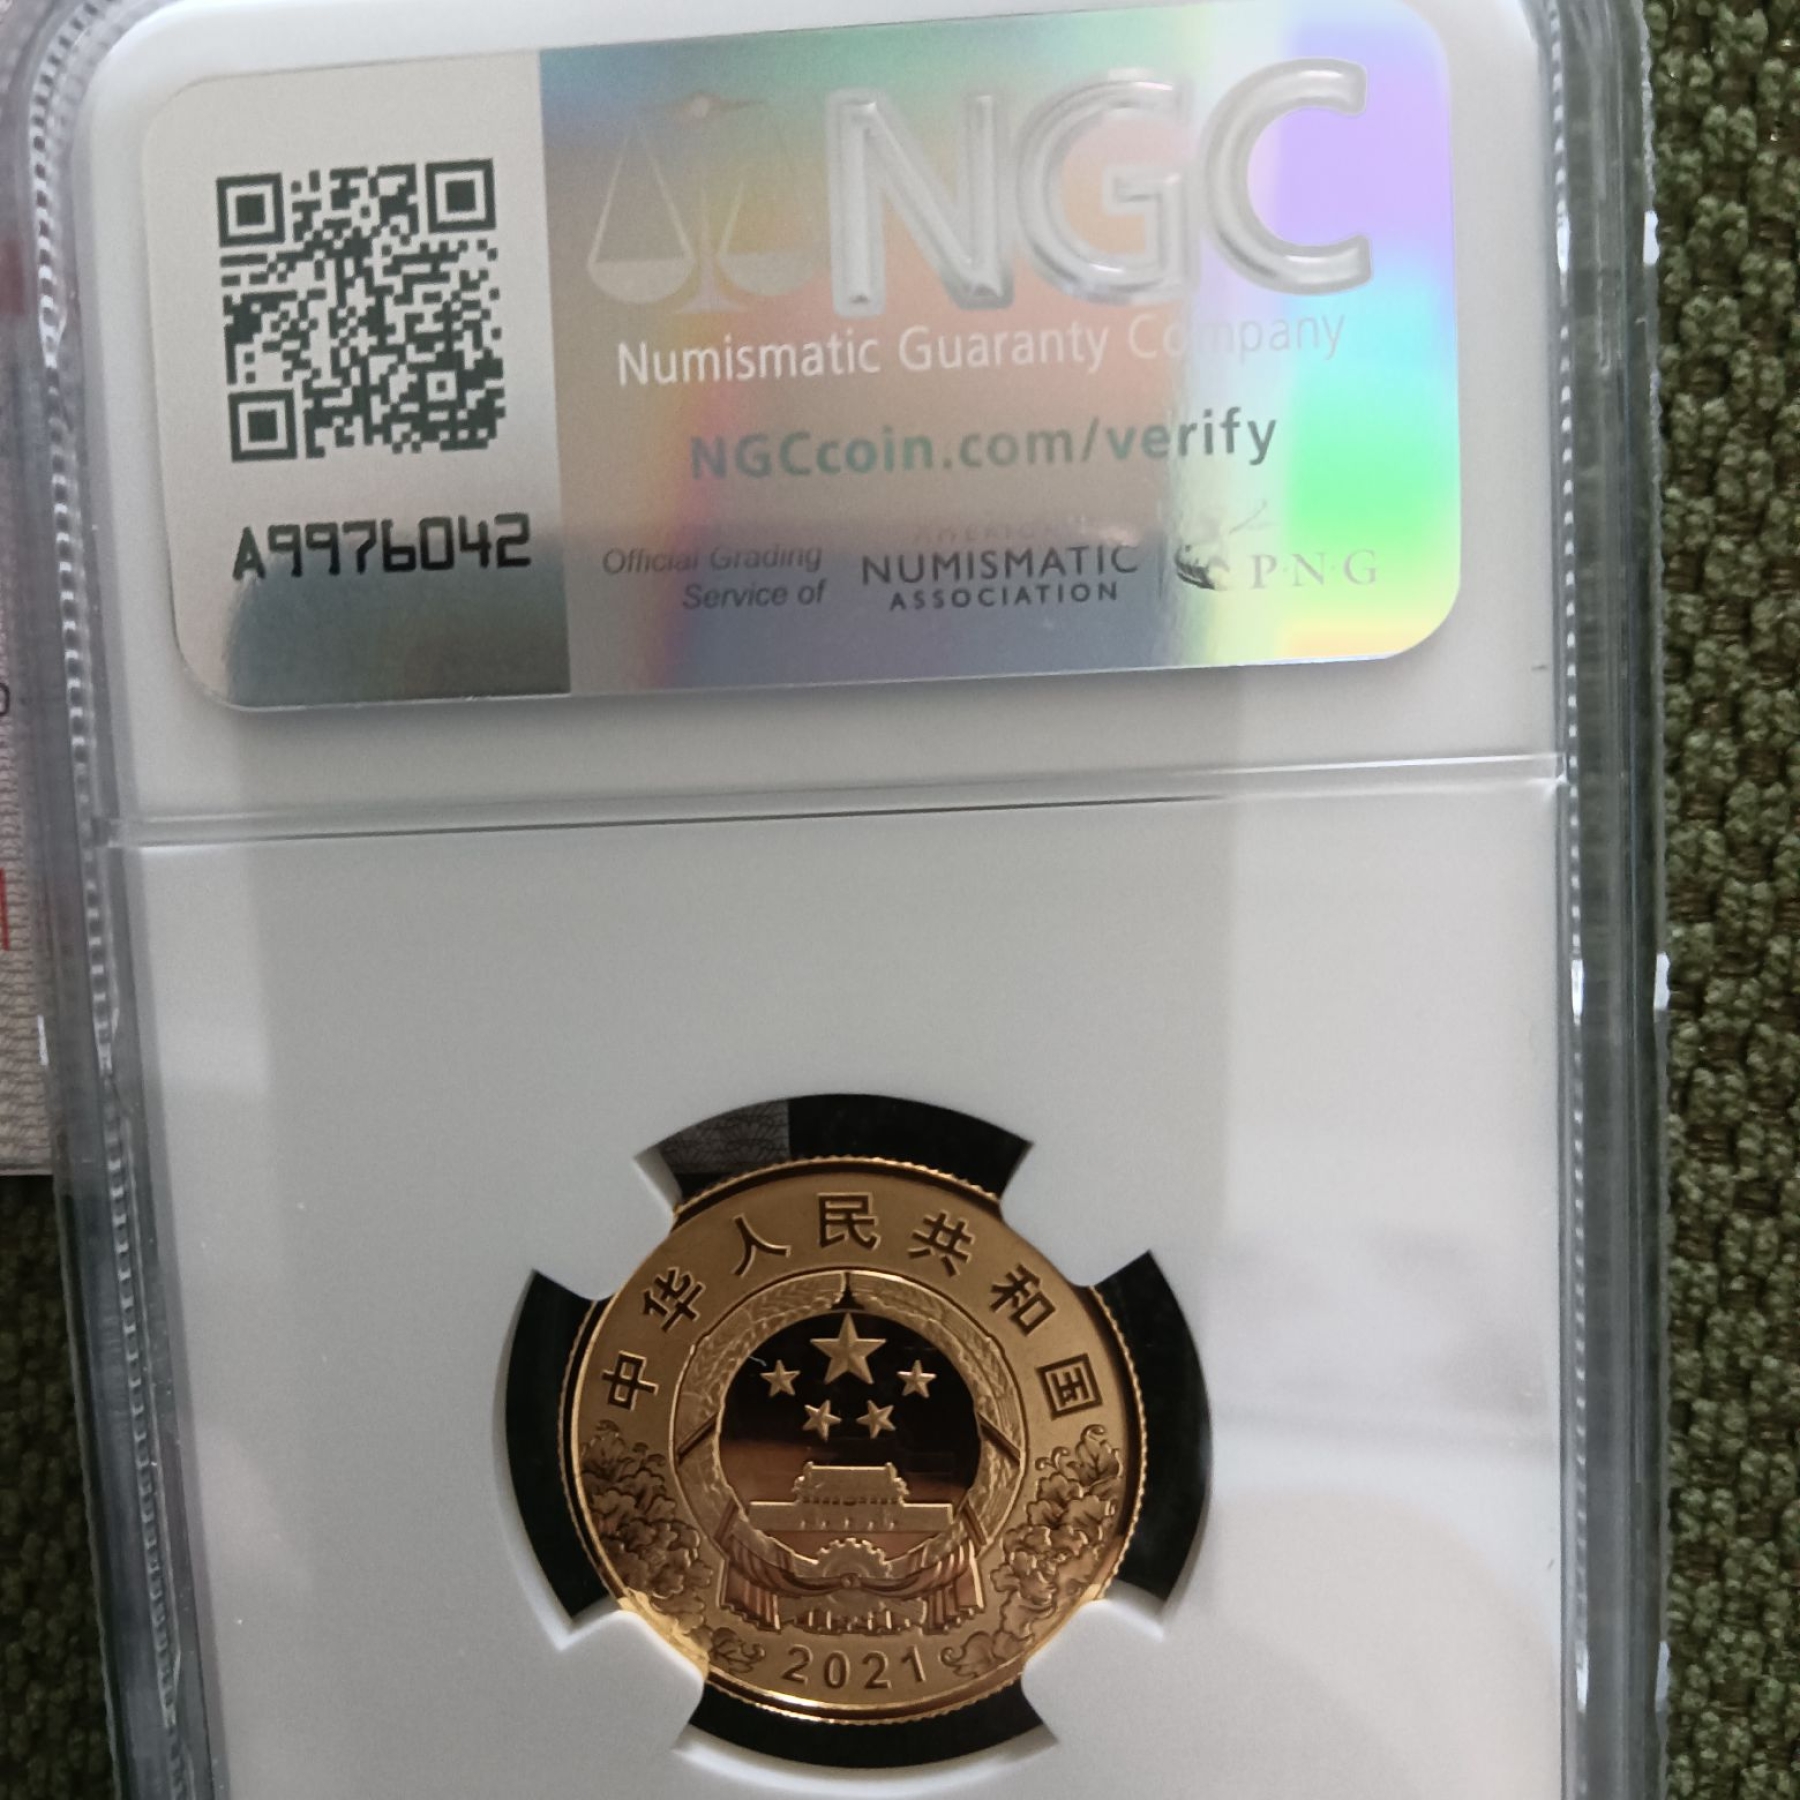 NGC
Numismatic Guaranty Company
NGCcoin.com/verify
A9976042
Official Grading
Service of
AMERICAN
NUMISMATIC
ASSOCIATION
P·N·G
中华人民共和国
2021